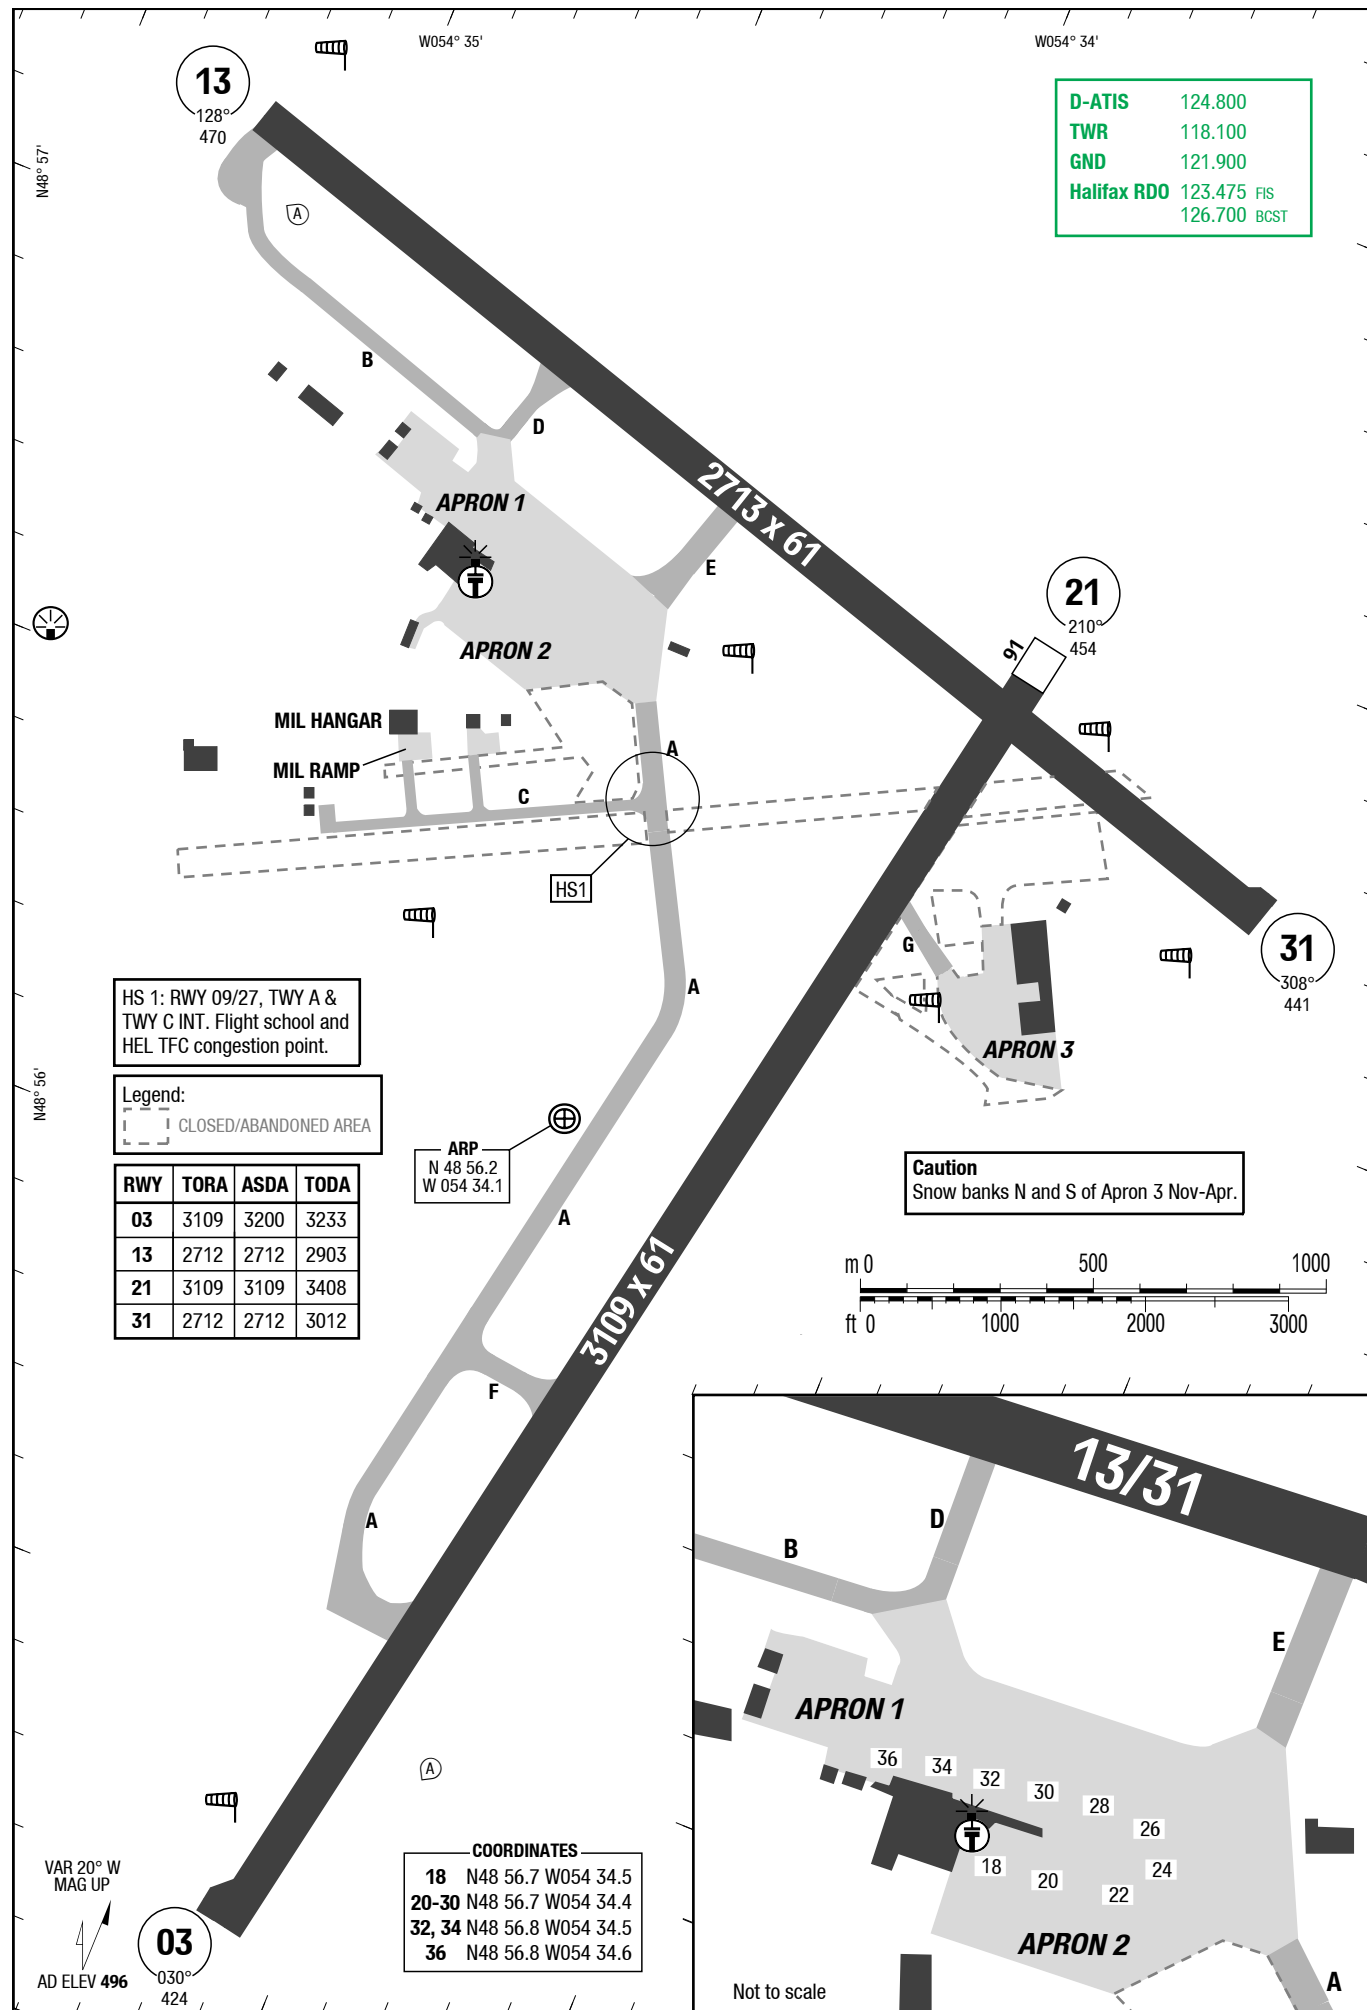 W054° 35'
W054° 34'
13
128°
470
D-ATIS 124.800
TWR 118.100
GND 121.900
Halifax RDO 123.475 FIS
126.700 BCST
N48° 57'
A
B
D
2713 x 61
APRON 1
E
21
210°
454
91
APRON 2
MIL HANGAR
A
MIL RAMP
C
HS1
31
308°
441
G
A
HS 1: RWY 09/27, TWY A &
TWY C INT. Flight school and
HEL TFC congestion point.
APRON 3
N48° 56'
Legend:
CLOSED/ABANDONED AREA
ARP
N 48 56.2
W 054 34.1
Caution
Snow banks N and S of Apron 3 Nov-Apr.
RWY TORA ASDA TODA
03 3109 3200 3233
13 2712 2712 2903
21 3109 3109 3408
31 2712 2712 3012
A
3109 x 61
m 0 500 1000
ft 0 1000 2000 3000
F
A
13/31
D
B
E
APRON 1
36
34
32
30
28
26
18
20
24
22
APRON 2
A
Not to scale
A
COORDINATES
18 N48 56.7 W054 34.5
20-30 N48 56.7 W054 34.4
32, 34 N48 56.8 W054 34.5
36 N48 56.8 W054 34.6
VAR 20° W
MAG UP
AD ELEV 496
03
030°
424